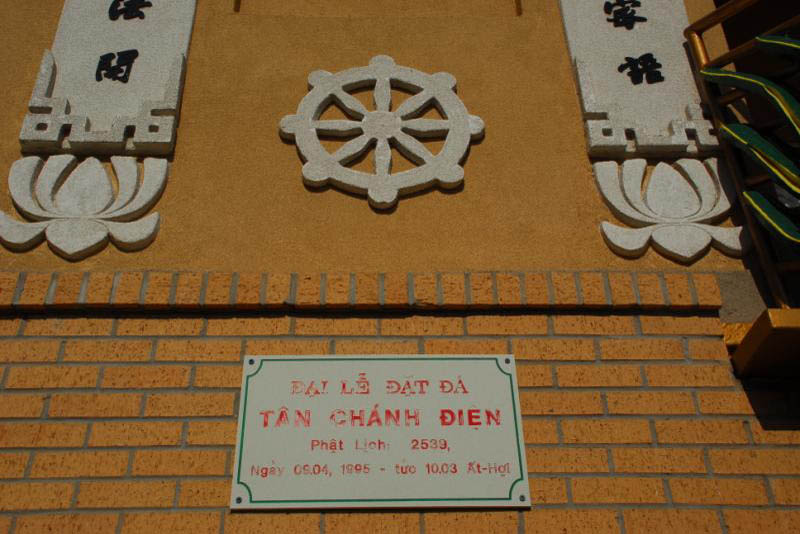 法
開
家
語
ĐẠI LỄ ĐẶT ĐÁ
TÂN CHÁNH ĐIỆN
Phật Lịch: 2539,
Ngày 09.04, 1995 - tức 10.03 Ất-Hợi